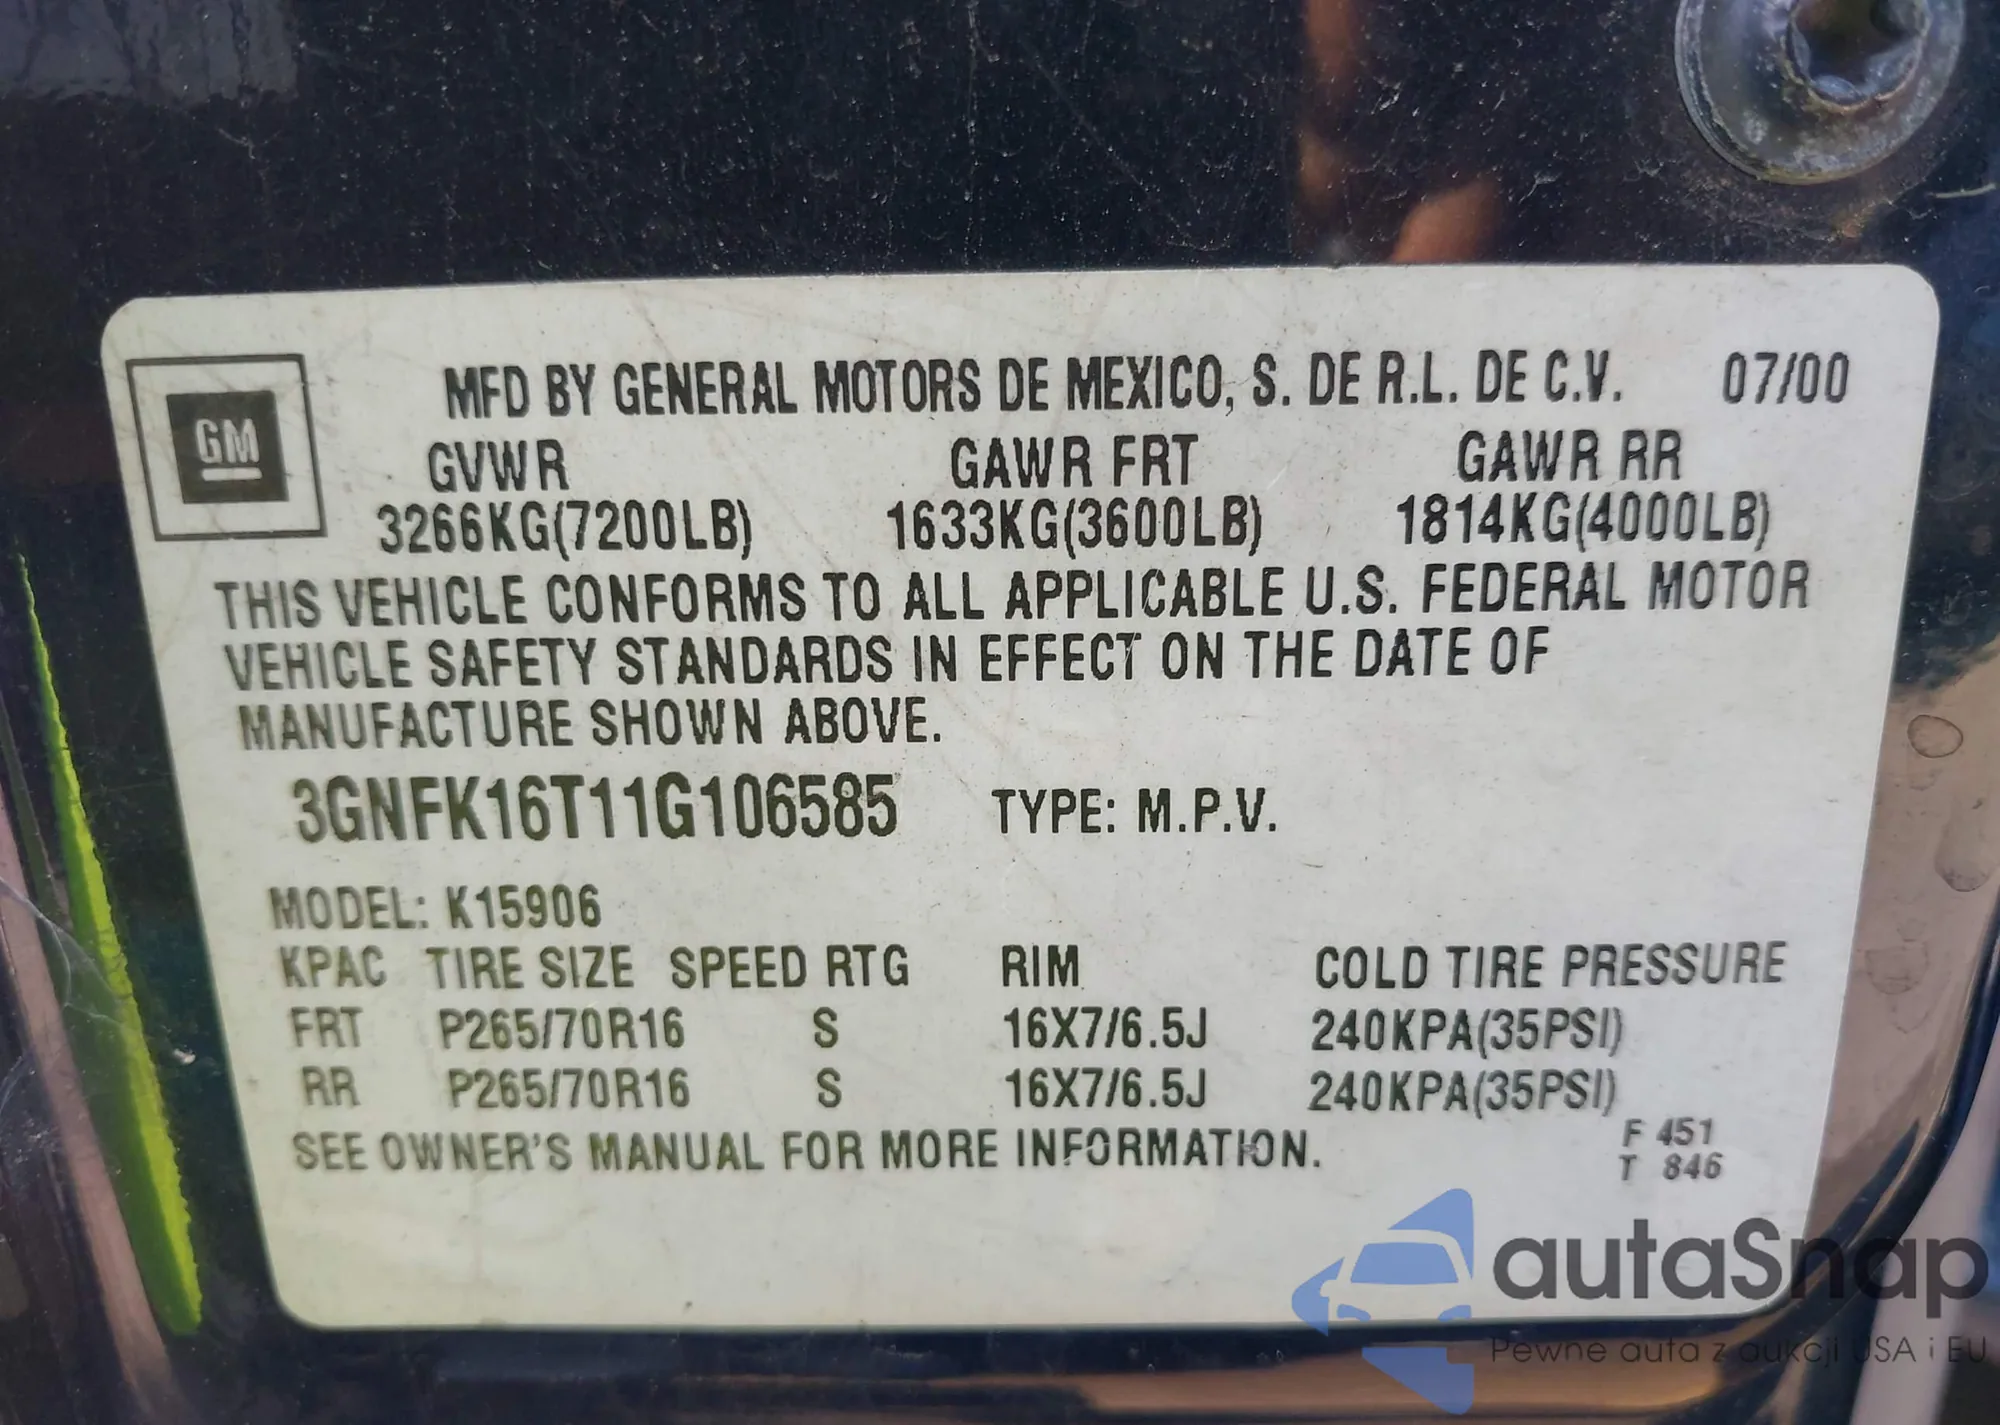 GM
MFD BY GENERAL MOTORS DE MEXICO, S. DE R.L. DE C.V. 07/00
GVWR GAWR FRT GAWR RR
3266KG(7200LB) 1633KG(3600LB) 1814KG(4000LB)
THIS VEHICLE CONFORMS TO ALL APPLICABLE U.S. FEDERAL MOTOR
VEHICLE SAFETY STANDARDS IN EFFECT ON THE DATE OF
MANUFACTURE SHOWN ABOVE.
3GNFK16T11G106585 TYPE: M.P.V.
MODEL: K15906
KPAC TIRE SIZE SPEED RTG RIM COLD TIRE PRESSURE
FRT P265/70R16 S 16X7/6.5J 240KPA(35PSI)
RR P265/70R16 S 16X7/6.5J 240KPA(35PSI)
SEE OWNER'S MANUAL FOR MORE INFORMATION.
F 451
T 846
autaSnap
Pewne auta z aukcji USA i EU